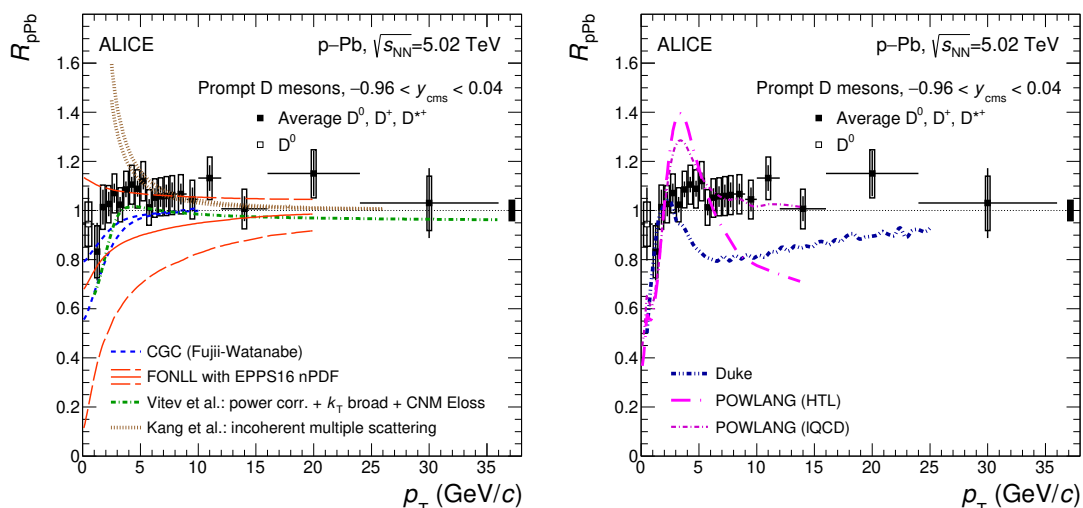 R_pPb
ALICE
p–Pb, √s_NN=5.02 TeV
Prompt D mesons, –0.96 < y_cms < 0.04
Average D⁰, D⁺, D*⁺
D⁰
CGC (Fujii-Watanabe)
FONLL with EPPS16 nPDF
Vitev et al.: power corr. + k_T broad + CNM Eloss
Kang et al.: incoherent multiple scattering
1.6
1.4
1.2
1
0.8
0.6
0.4
0.2
0
0 5 10 15 20 25 30 35
p_T (GeV/c)
R_pPb
ALICE
p–Pb, √s_NN=5.02 TeV
Prompt D mesons, –0.96 < y_cms < 0.04
Average D⁰, D⁺, D*⁺
D⁰
Duke
POWLANG (HTL)
POWLANG (lQCD)
1.6
1.4
1.2
1
0.8
0.6
0.4
0.2
0
0 5 10 15 20 25 30 35
p_T (GeV/c)